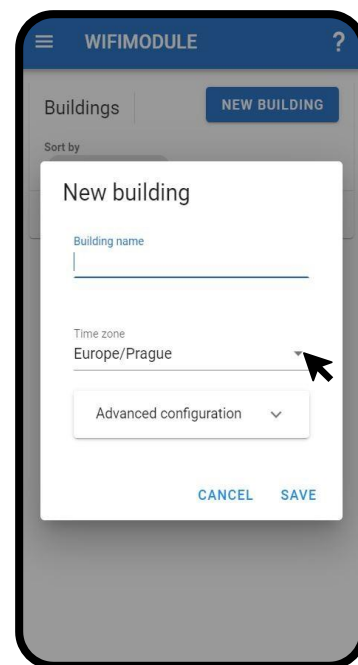 WIFIMODULE ?
Buildings NEW BUILDING
Sort by
New building
Building name
Time zone
Europe/Prague
Advanced configuration
CANCEL SAVE